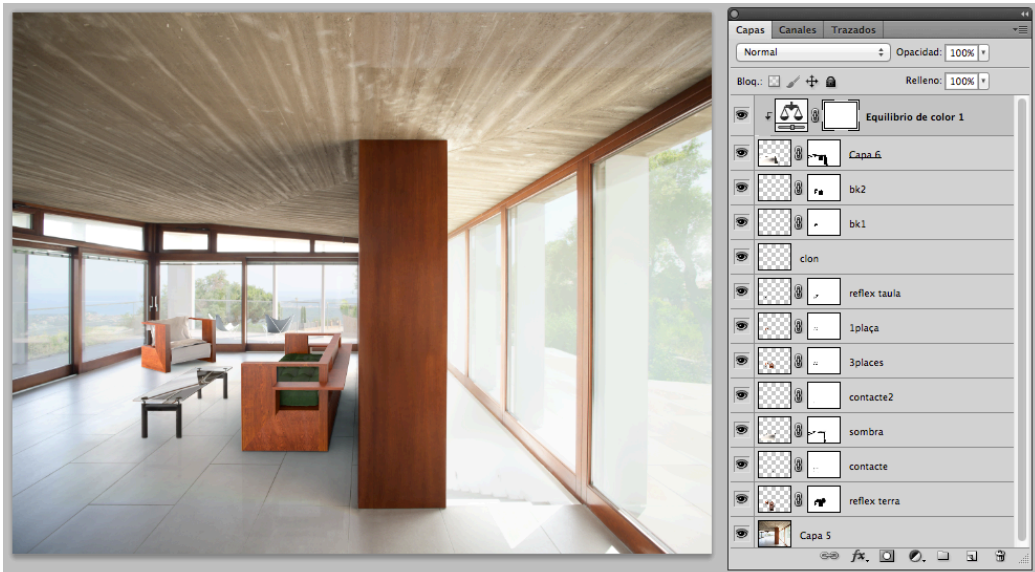 Capas Canales Trazados
Normal Opacidad: 100%
Bloq.: Relleno: 100%
Equilibrio de color 1
Capa 6
bk2
bk1
clon
reflex taula
1plaça
3places
contacte2
sombra
contacte
reflex terra
Capa 5
fx.